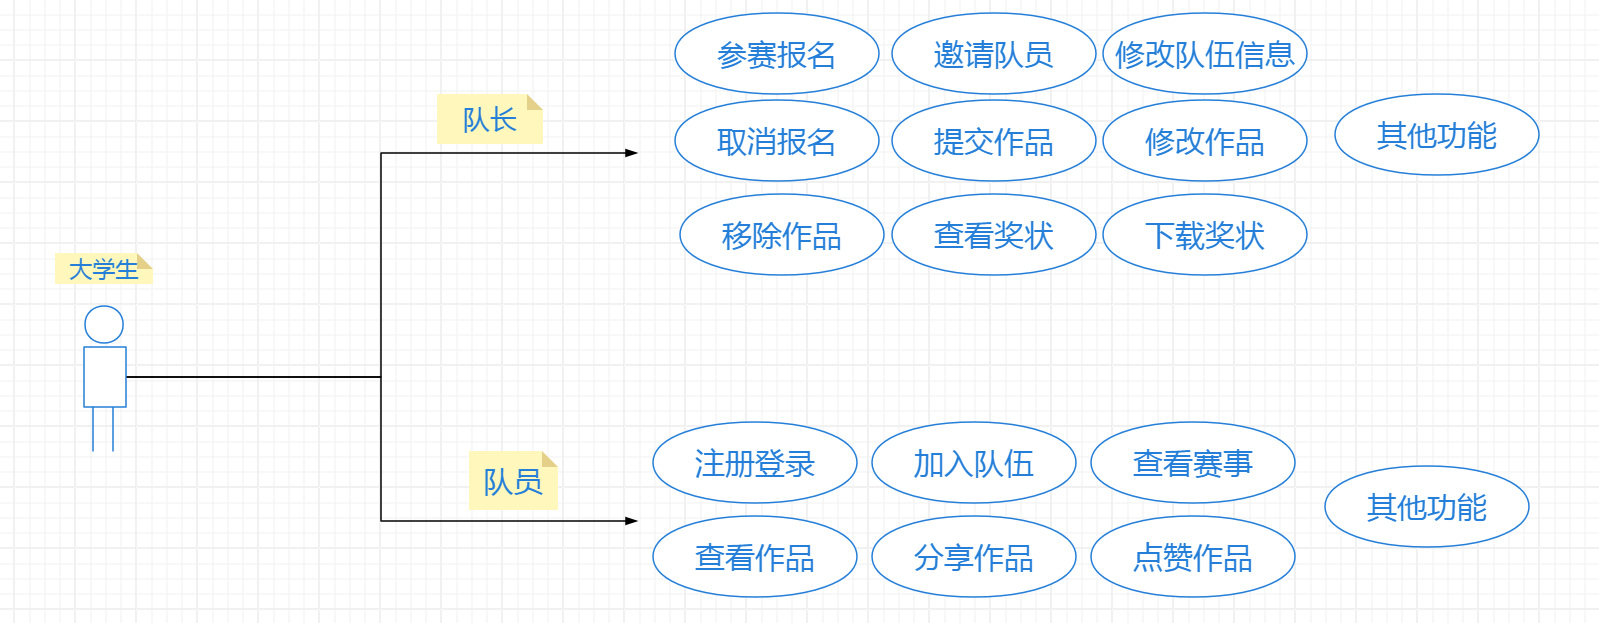 参赛报名
邀请队员
修改队伍信息
队长
取消报名
提交作品
修改作品
其他功能
移除作品
查看奖状
下载奖状
大学生
注册登录
加入队伍
查看赛事
队员
其他功能
查看作品
分享作品
点赞作品